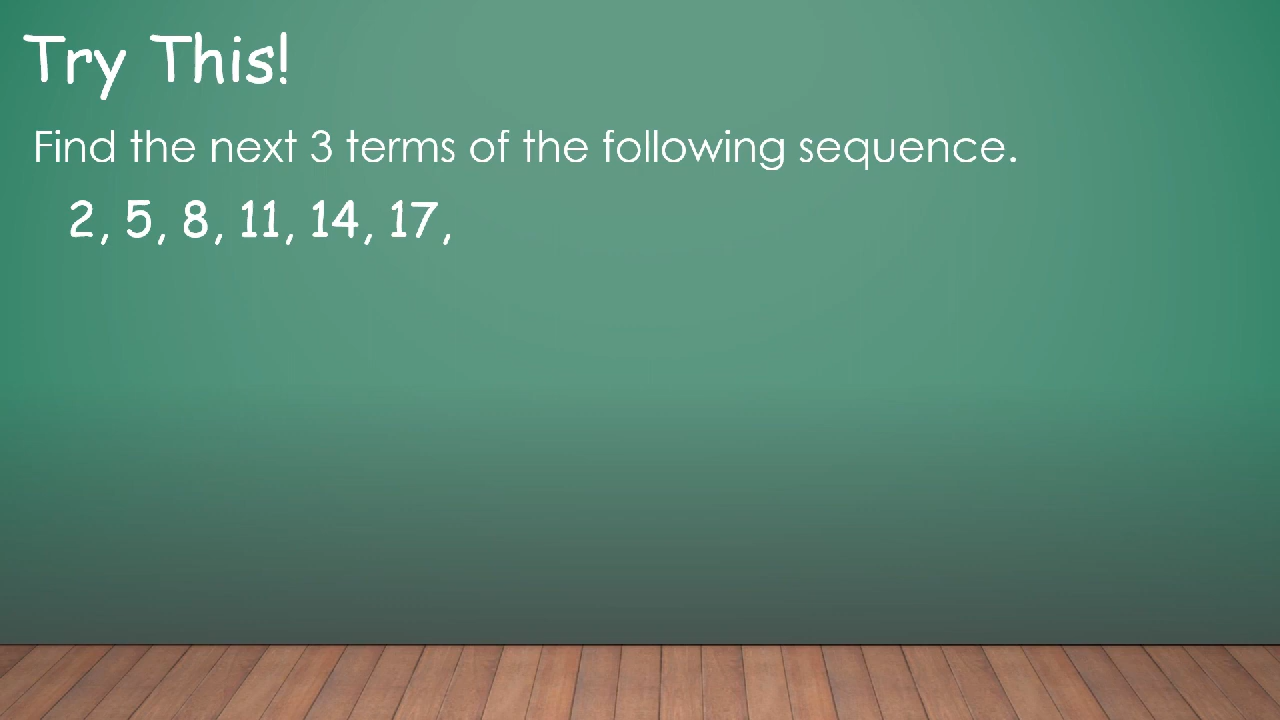 Try This!
Find the next 3 terms of the following sequence.
2, 5, 8, 11, 14, 17,